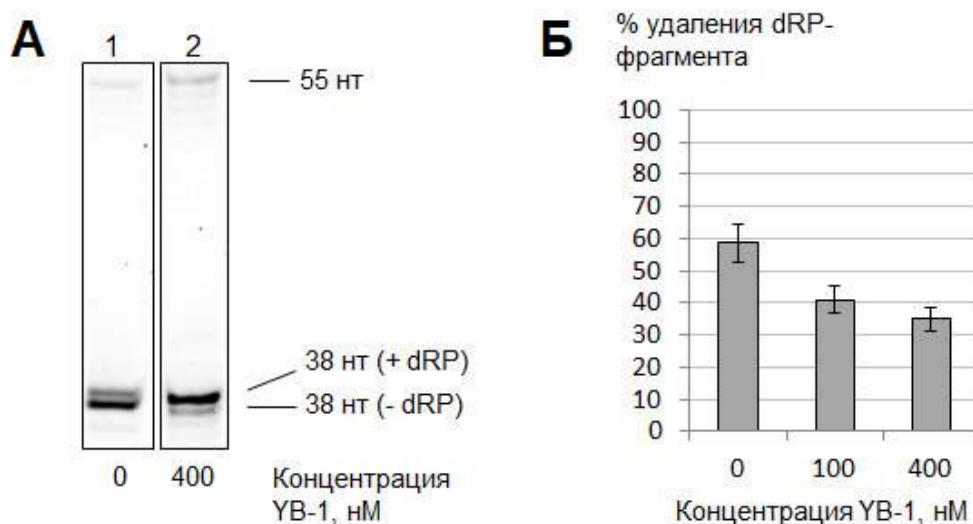 А
1 2
55 нт
38 нт (+ dRP)
38 нт (- dRP)
0 400
Концентрация
YB-1, нМ
Б
% удаления dRP-
фрагмента
100
90
80
70
60
50
40
30
20
10
0
0 100 400
Концентрация YB-1, нМ